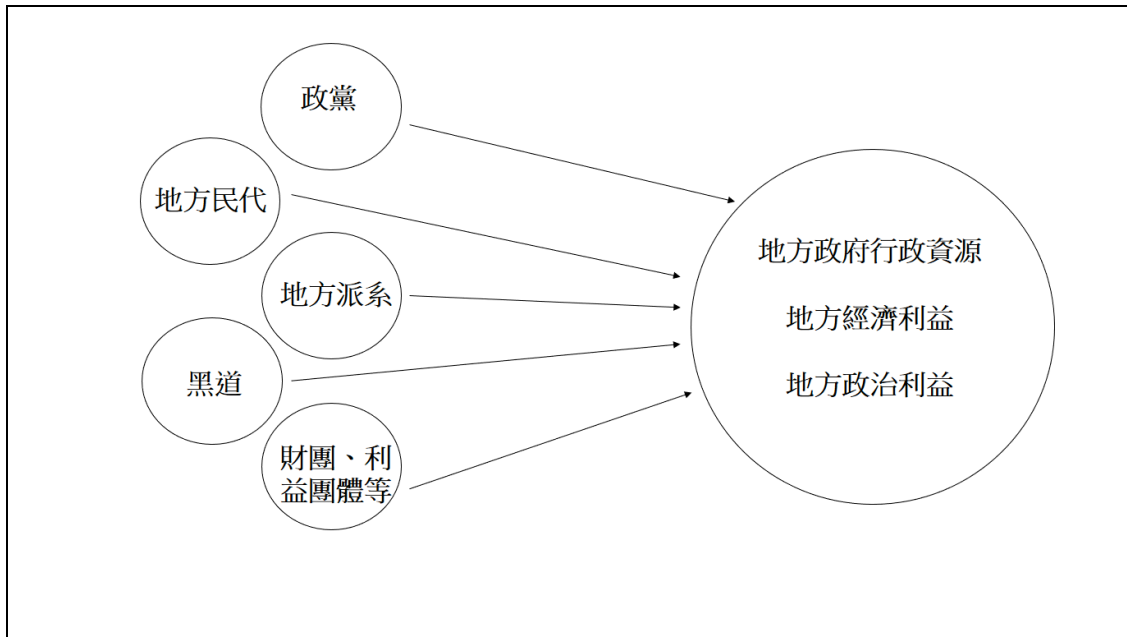 政黨
地方民代
地方派系
黑道
財團、利
益團體等
地方政府行政資源
地方經濟利益
地方政治利益